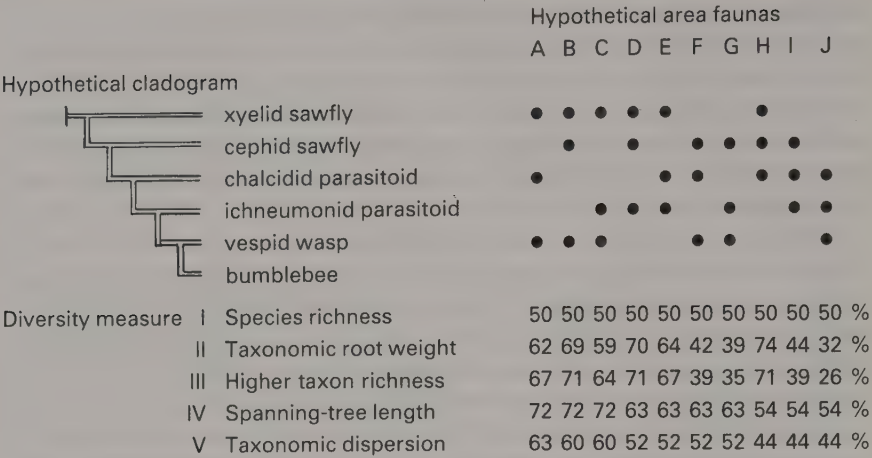 Hypothetical area faunas
A B C D E F G H I J
Hypothetical cladogram
xyelid sawfly
cephid sawfly
chalcidid parasitoid
ichneumonid parasitoid
vespid wasp
bumblebee
Diversity measure I Species richness 50 50 50 50 50 50 50 50 50 50 %
II Taxonomic root weight 62 69 59 70 64 42 39 74 44 32 %
III Higher taxon richness 67 71 64 71 67 39 35 71 39 26 %
IV Spanning-tree length 72 72 72 63 63 63 63 54 54 54 %
V Taxonomic dispersion 63 60 60 52 52 52 52 44 44 44 %